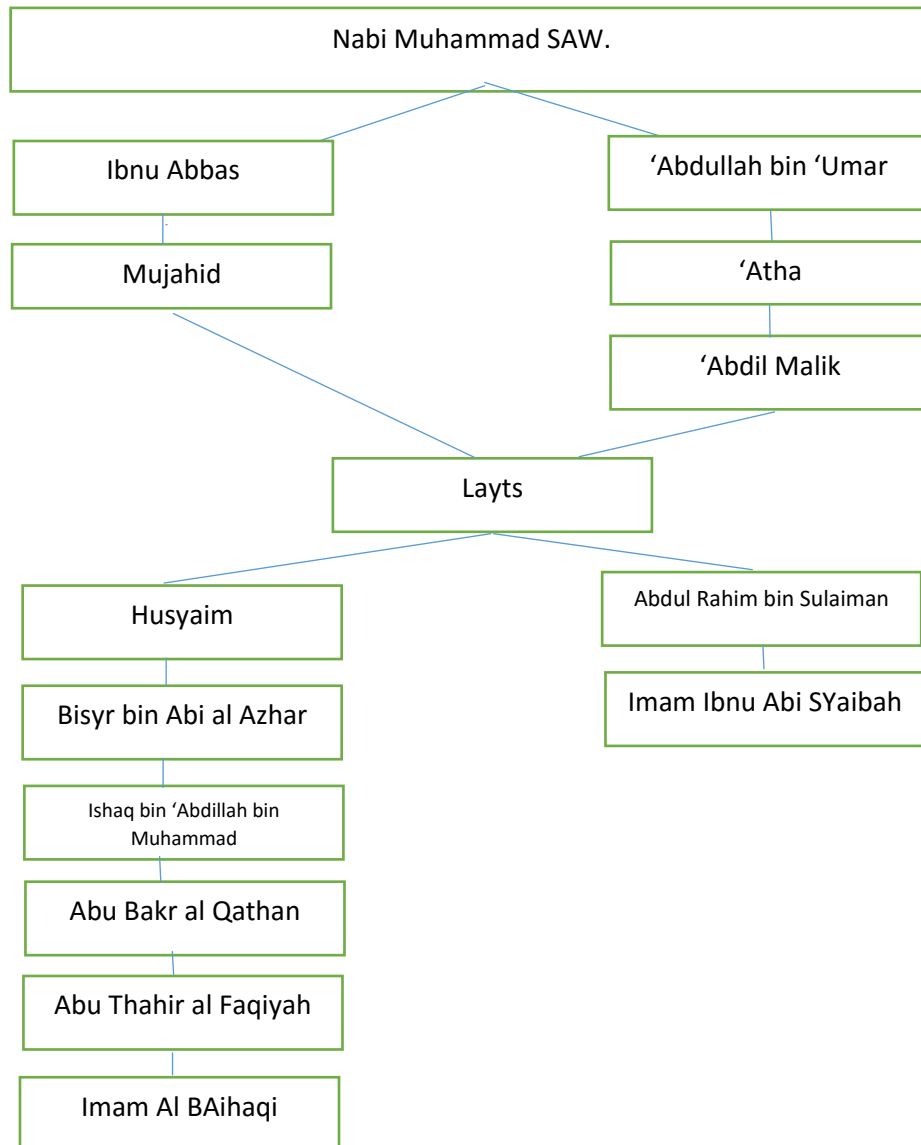 Nabi Muhammad SAW.
Ibnu Abbas
‘Abdullah bin ‘Umar
Mujahid
‘Atha
‘Abdil Malik
Layts
Husyaim
Abdul Rahim bin Sulaiman
Bisyr bin Abi al Azhar
Imam Ibnu Abi SYaibah
Ishaq bin ‘Abdillah bin
Muhammad
Abu Bakr al Qathan
Abu Thahir al Faqiyah
Imam Al BAihaqi